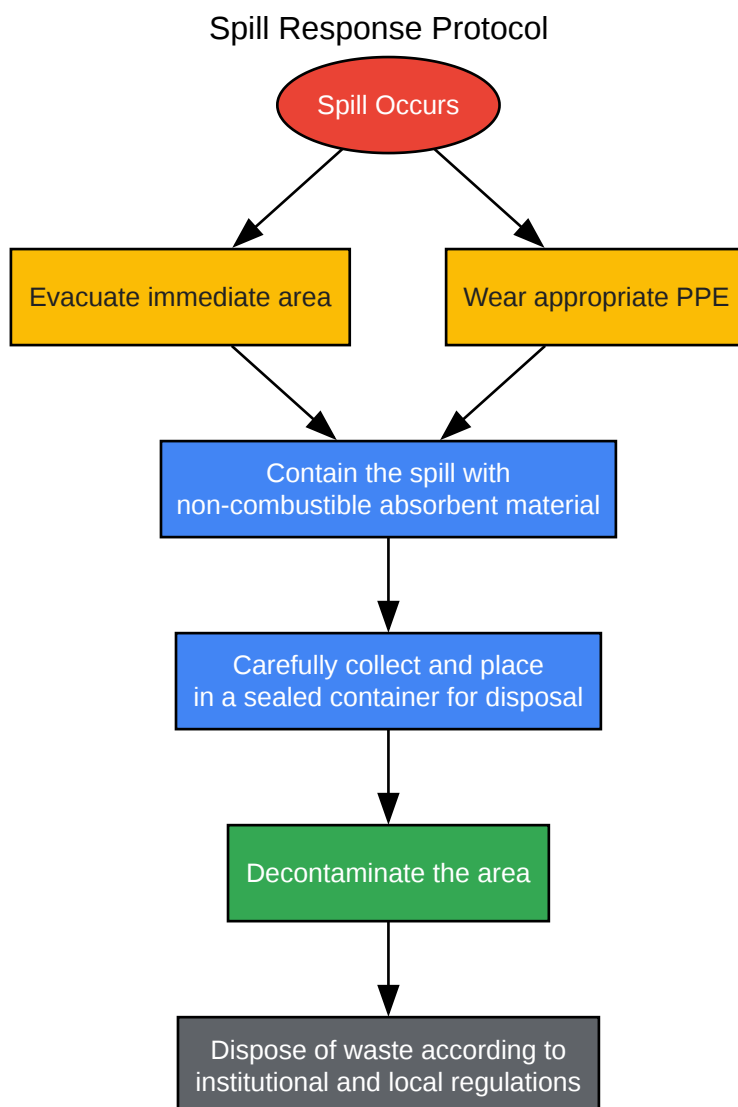 Spill Response Protocol
Spill Occurs
Evacuate immediate area
Wear appropriate PPE
Contain the spill with
non-combustible absorbent material
Carefully collect and place
in a sealed container for disposal
Decontaminate the area
Dispose of waste according to
institutional and local regulations